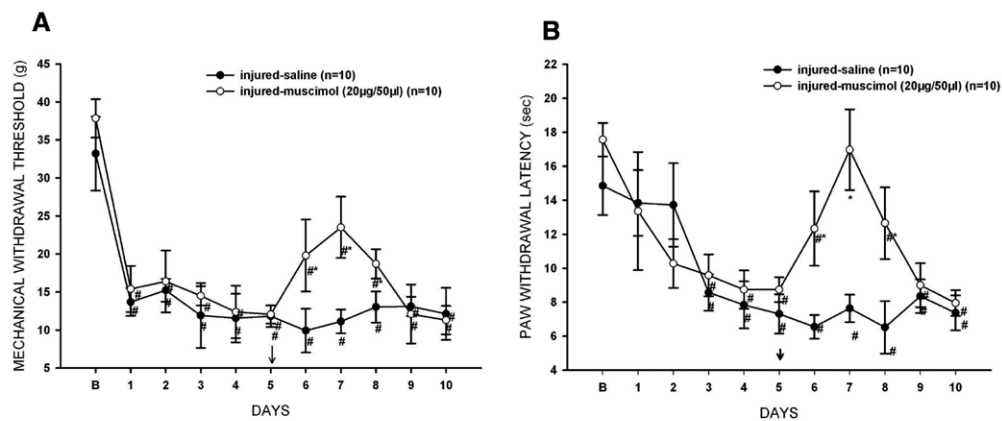 A
MECHANICAL WITHDRAWAL THRESHOLD (g)
45
40
35
30
25
20
15
10
5
injured-saline (n=10)
injured-muscimol (20µg/50µl) (n=10)
# # # # # # # # # # #* # #* # #* # # # # #
B 1 2 3 4 5 6 7 8 9 10
DAYS
B
PAW WITHDRAWAL LATENCY (sec)
22
20
18
16
14
12
10
8
6
4
injured-saline (n=10)
injured-muscimol (20µg/50µl) (n=10)
# # # # # # #* # * # #* # # # # #
B 1 2 3 4 5 6 7 8 9 10
DAYS